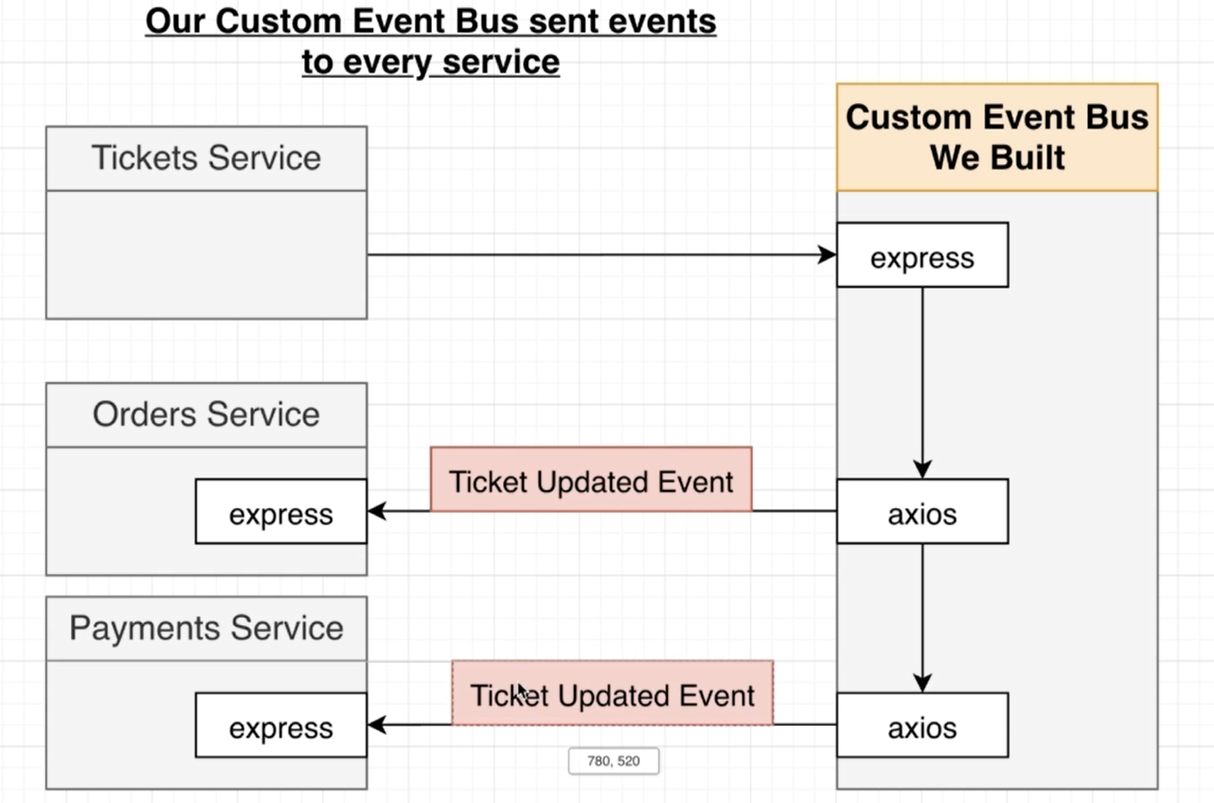 Our Custom Event Bus sent events
to every service
Custom Event Bus
We Built
Tickets Service
express
Orders Service
Ticket Updated Event
express
axios
Payments Service
Ticket Updated Event
express
axios
780, 520